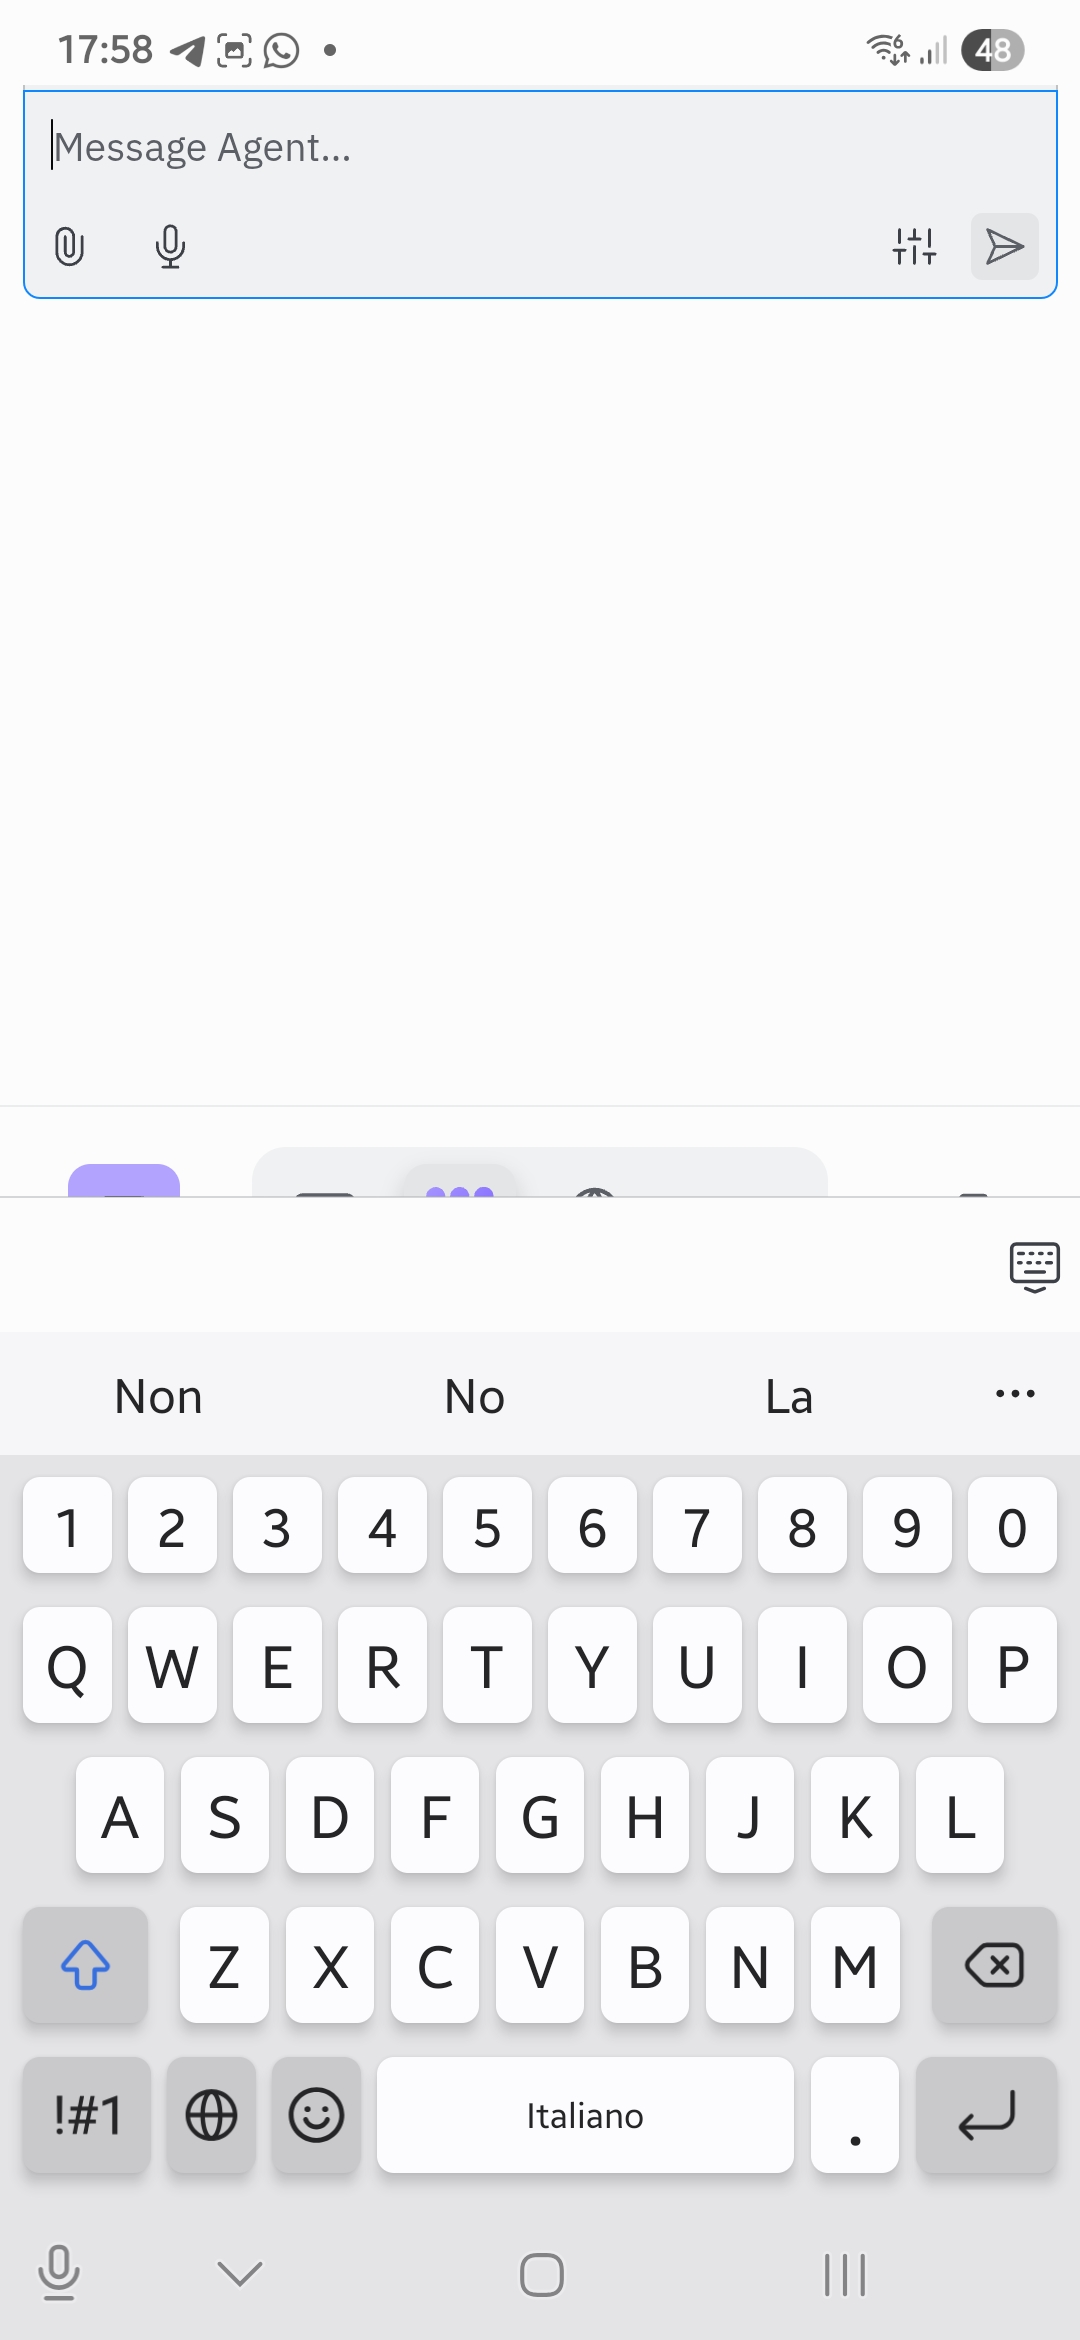 17:58
6
48
Message Agent...
Non No La
1 2 3 4 5 6 7 8 9 0
Q W E R T Y U I O P
A S D F G H J K L
Z X C V B N M
!#1 Italiano .